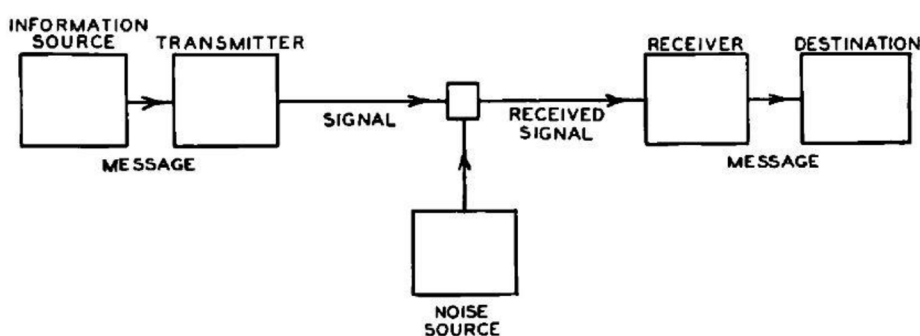 INFORMATION
SOURCE
TRANSMITTER
RECEIVER
DESTINATION
SIGNAL
RECEIVED
SIGNAL
MESSAGE
MESSAGE
NOISE
SOURCE